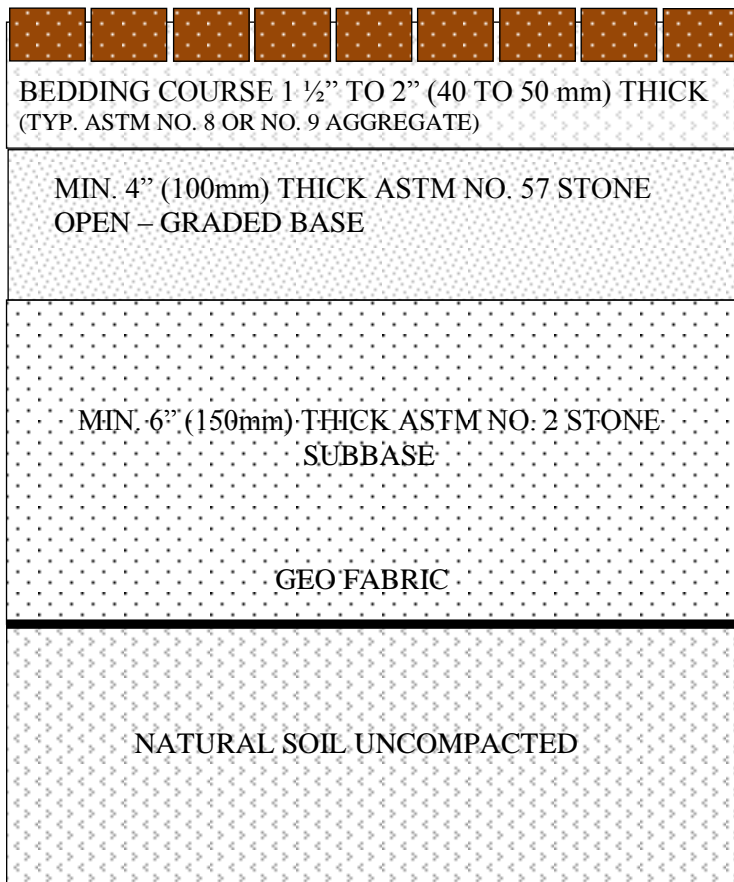 BEDDING COURSE 1 ½” TO 2” (40 TO 50 mm) THICK
(TYP. ASTM NO. 8 OR NO. 9 AGGREGATE)
MIN. 4” (100mm) THICK ASTM NO. 57 STONE
OPEN – GRADED BASE
MIN. 6” (150mm) THICK ASTM NO. 2 STONE
SUBBASE
GEO FABRIC
NATURAL SOIL UNCOMPACTED